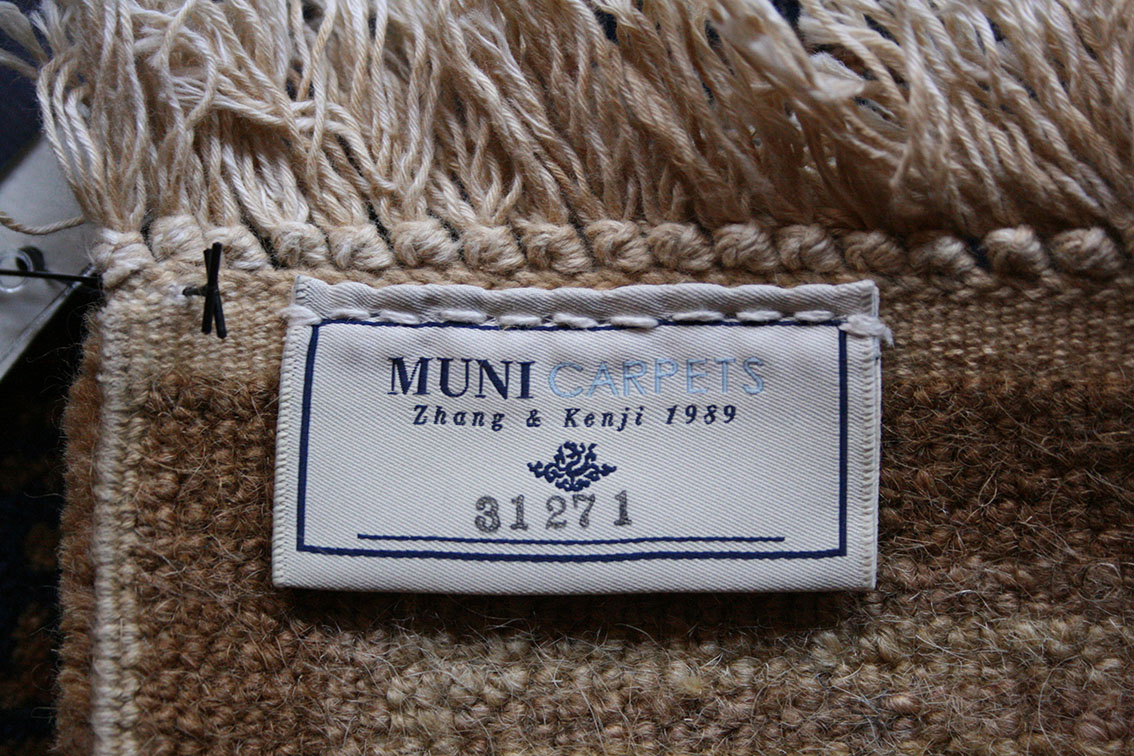 MUNI CARPETS
Zhang & Kenji 1989
31271